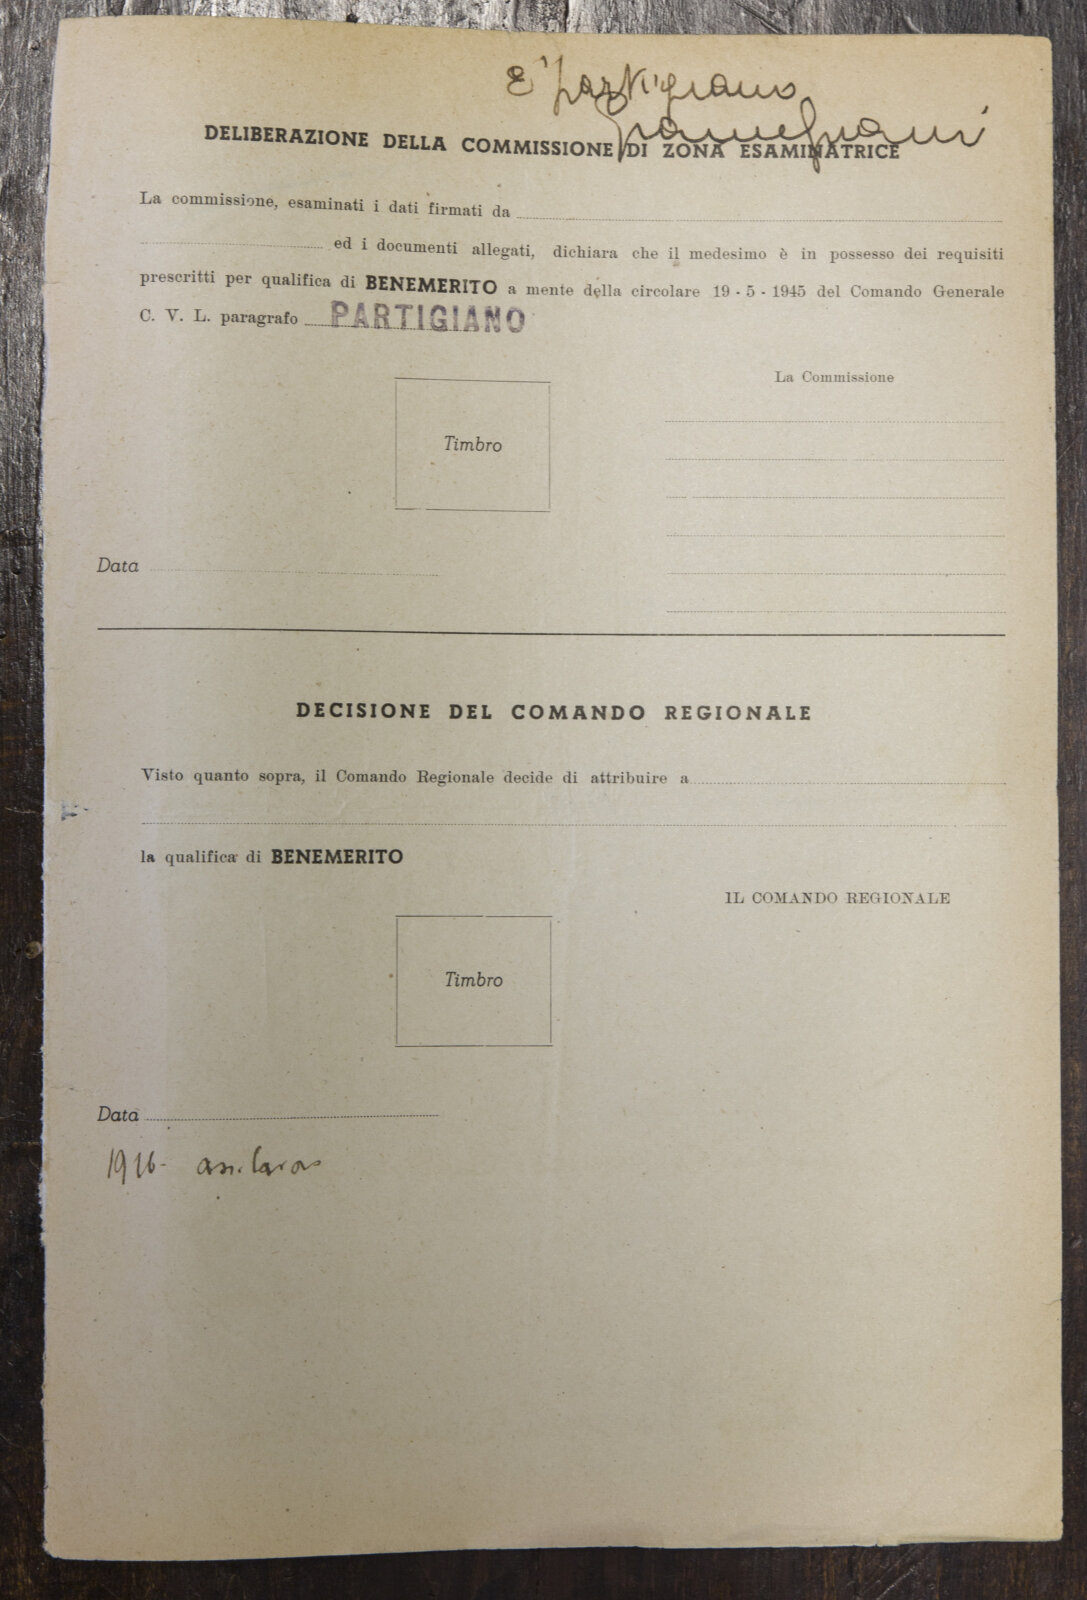 E' partigiano
DELIBERAZIONE DELLA COMMISSIONE DI ZONA ESAMINATRICE
La commissione, esaminati i dati firmati da
ed i documenti allegati, dichiara che il medesimo è in possesso dei requisiti
prescritti per qualifica di BENEMERITO a mente della circolare 19 - 5 - 1945 del Comando Generale
C. V. L. paragrafo PARTIGIANO
La Commissione
Timbro
Data
DECISIONE DEL COMANDO REGIONALE
Visto quanto sopra, il Comando Regionale decide di attribuire a
la qualifica di BENEMERITO
IL COMANDO REGIONALE
Timbro
Data